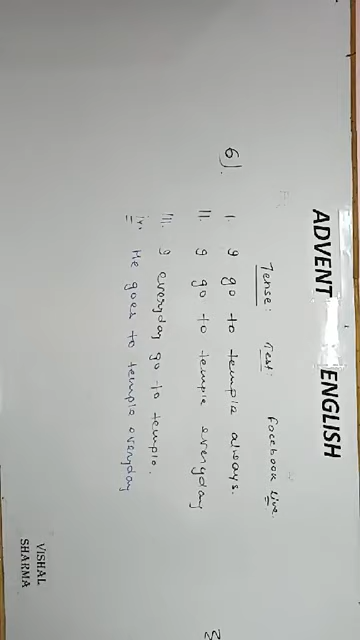 ADVENT ENGLISH
Tense: Test: Facebook Live.
6). I. I go to temple always.
II. I go to temple everyday
III. I everyday go to temple.
iv. He goes to temple everyday
VISHAL
SHARMA